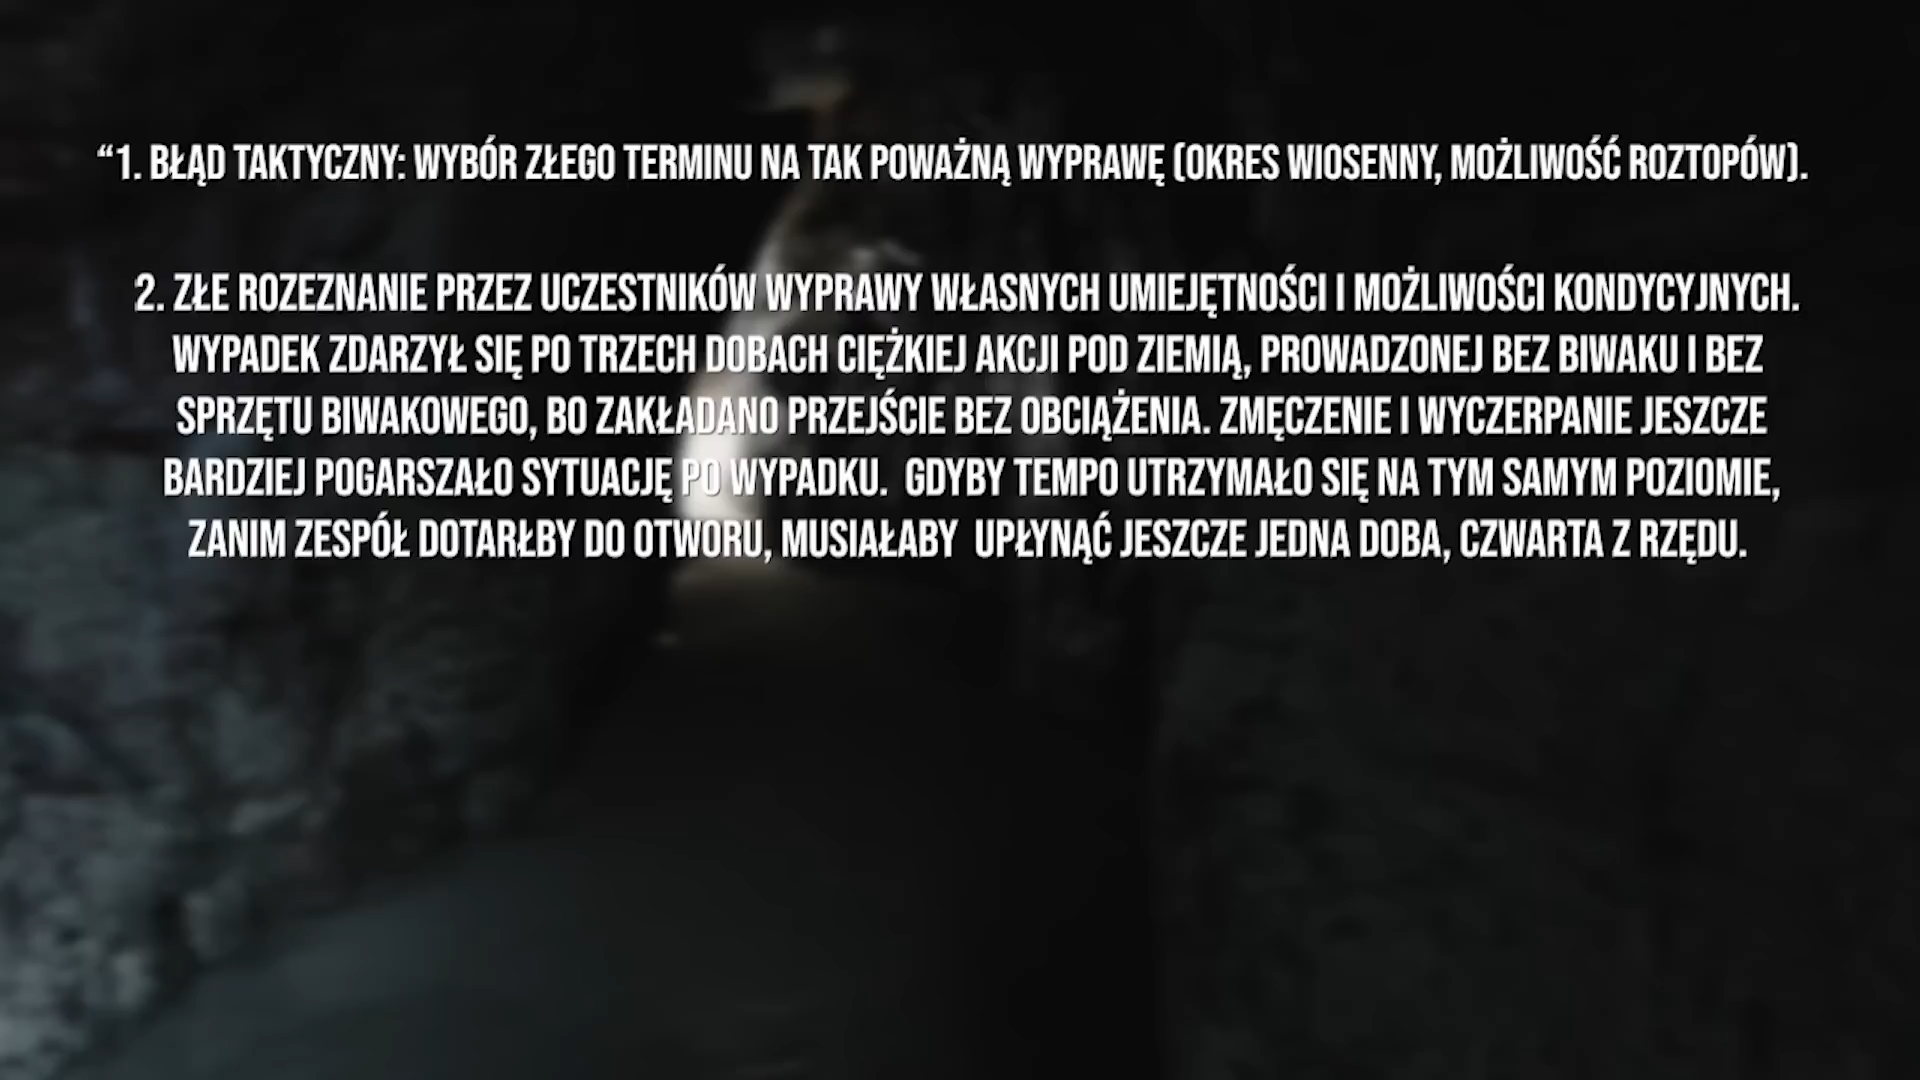 “1. BŁĄD TAKTYCZNY: WYBÓR ZŁEGO TERMINU NA TAK POWAŻNĄ WYPRAWĘ (OKRES WIOSENNY, MOŻLIWOŚĆ ROZTOPÓW).
2. ZŁE ROZEZNANIE PRZEZ UCZESTNIKÓW WYPRAWY WŁASNYCH UMIEJĘTNOŚCI I MOŻLIWOŚCI KONDYCYJNYCH.
WYPADEK ZDARZYŁ SIĘ PO TRZECH DOBACH CIĘŻKIEJ AKCJI POD ZIEMIĄ, PROWADZONEJ BEZ BIWAKU I BEZ
SPRZĘTU BIWAKOWEGO, BO ZAKŁADANO PRZEJŚCIE BEZ OBCIĄŻENIA. ZMĘCZENIE I WYCZERPANIE JESZCZE
BARDZIEJ POGARSZAŁO SYTUACJĘ PO WYPADKU. GDYBY TEMPO UTRZYMAŁO SIĘ NA TYM SAMYM POZIOMIE,
ZANIM ZESPÓŁ DOTARŁBY DO OTWORU, MUSIAŁABY UPŁYNĄĆ JESZCZE JEDNA DOBA, CZWARTA Z RZĘDU.